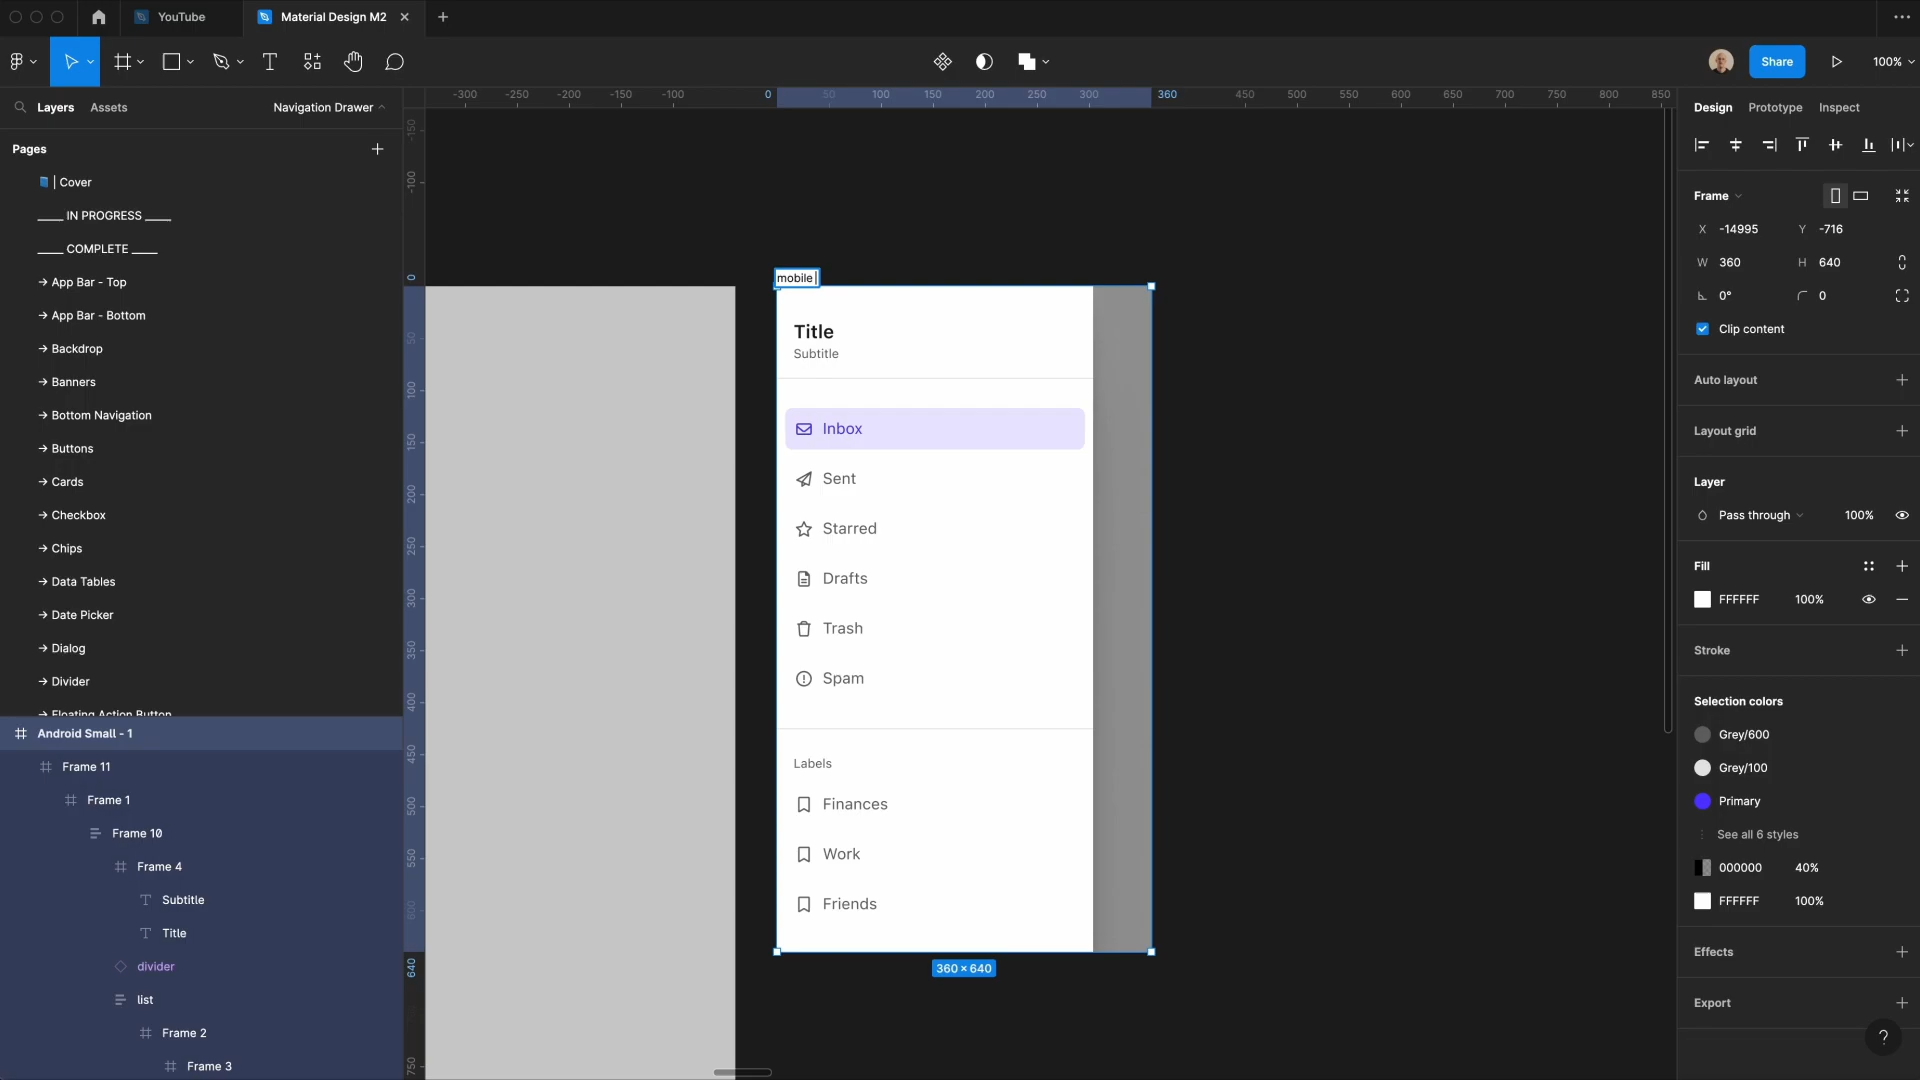 YouTube
Material Design M2
Share
100%
Layers
Assets
Navigation Drawer
-300
-250
-200
-150
-100
0
50
100
150
200
250
300
360
450
500
550
600
650
700
750
800
850
Design
Prototype
Inspect
Pages
| Cover
____ IN PROGRESS ____
____ COMPLETE ____
→ App Bar - Top
→ App Bar - Bottom
→ Backdrop
→ Banners
→ Bottom Navigation
→ Buttons
→ Cards
→ Checkbox
→ Chips
→ Data Tables
→ Date Picker
→ Dialog
→ Divider
→ Floating Action Button
Android Small - 1
Frame 11
Frame 1
Frame 10
Frame 4
Subtitle
Title
divider
list
Frame 2
Frame 3
-150
-100
0
50
100
150
200
250
300
350
400
450
500
550
600
640
750
mobile
Title
Subtitle
Inbox
Sent
Starred
Drafts
Trash
Spam
Labels
Finances
Work
Friends
360 × 640
Frame
X -14995 Y -716
W 360 H 640
0° 0
Clip content
Auto layout
Layout grid
Layer
Pass through 100%
Fill
FFFFFF 100%
Stroke
Selection colors
Grey/600
Grey/100
Primary
See all 6 styles
000000 40%
FFFFFF 100%
Effects
Export
?